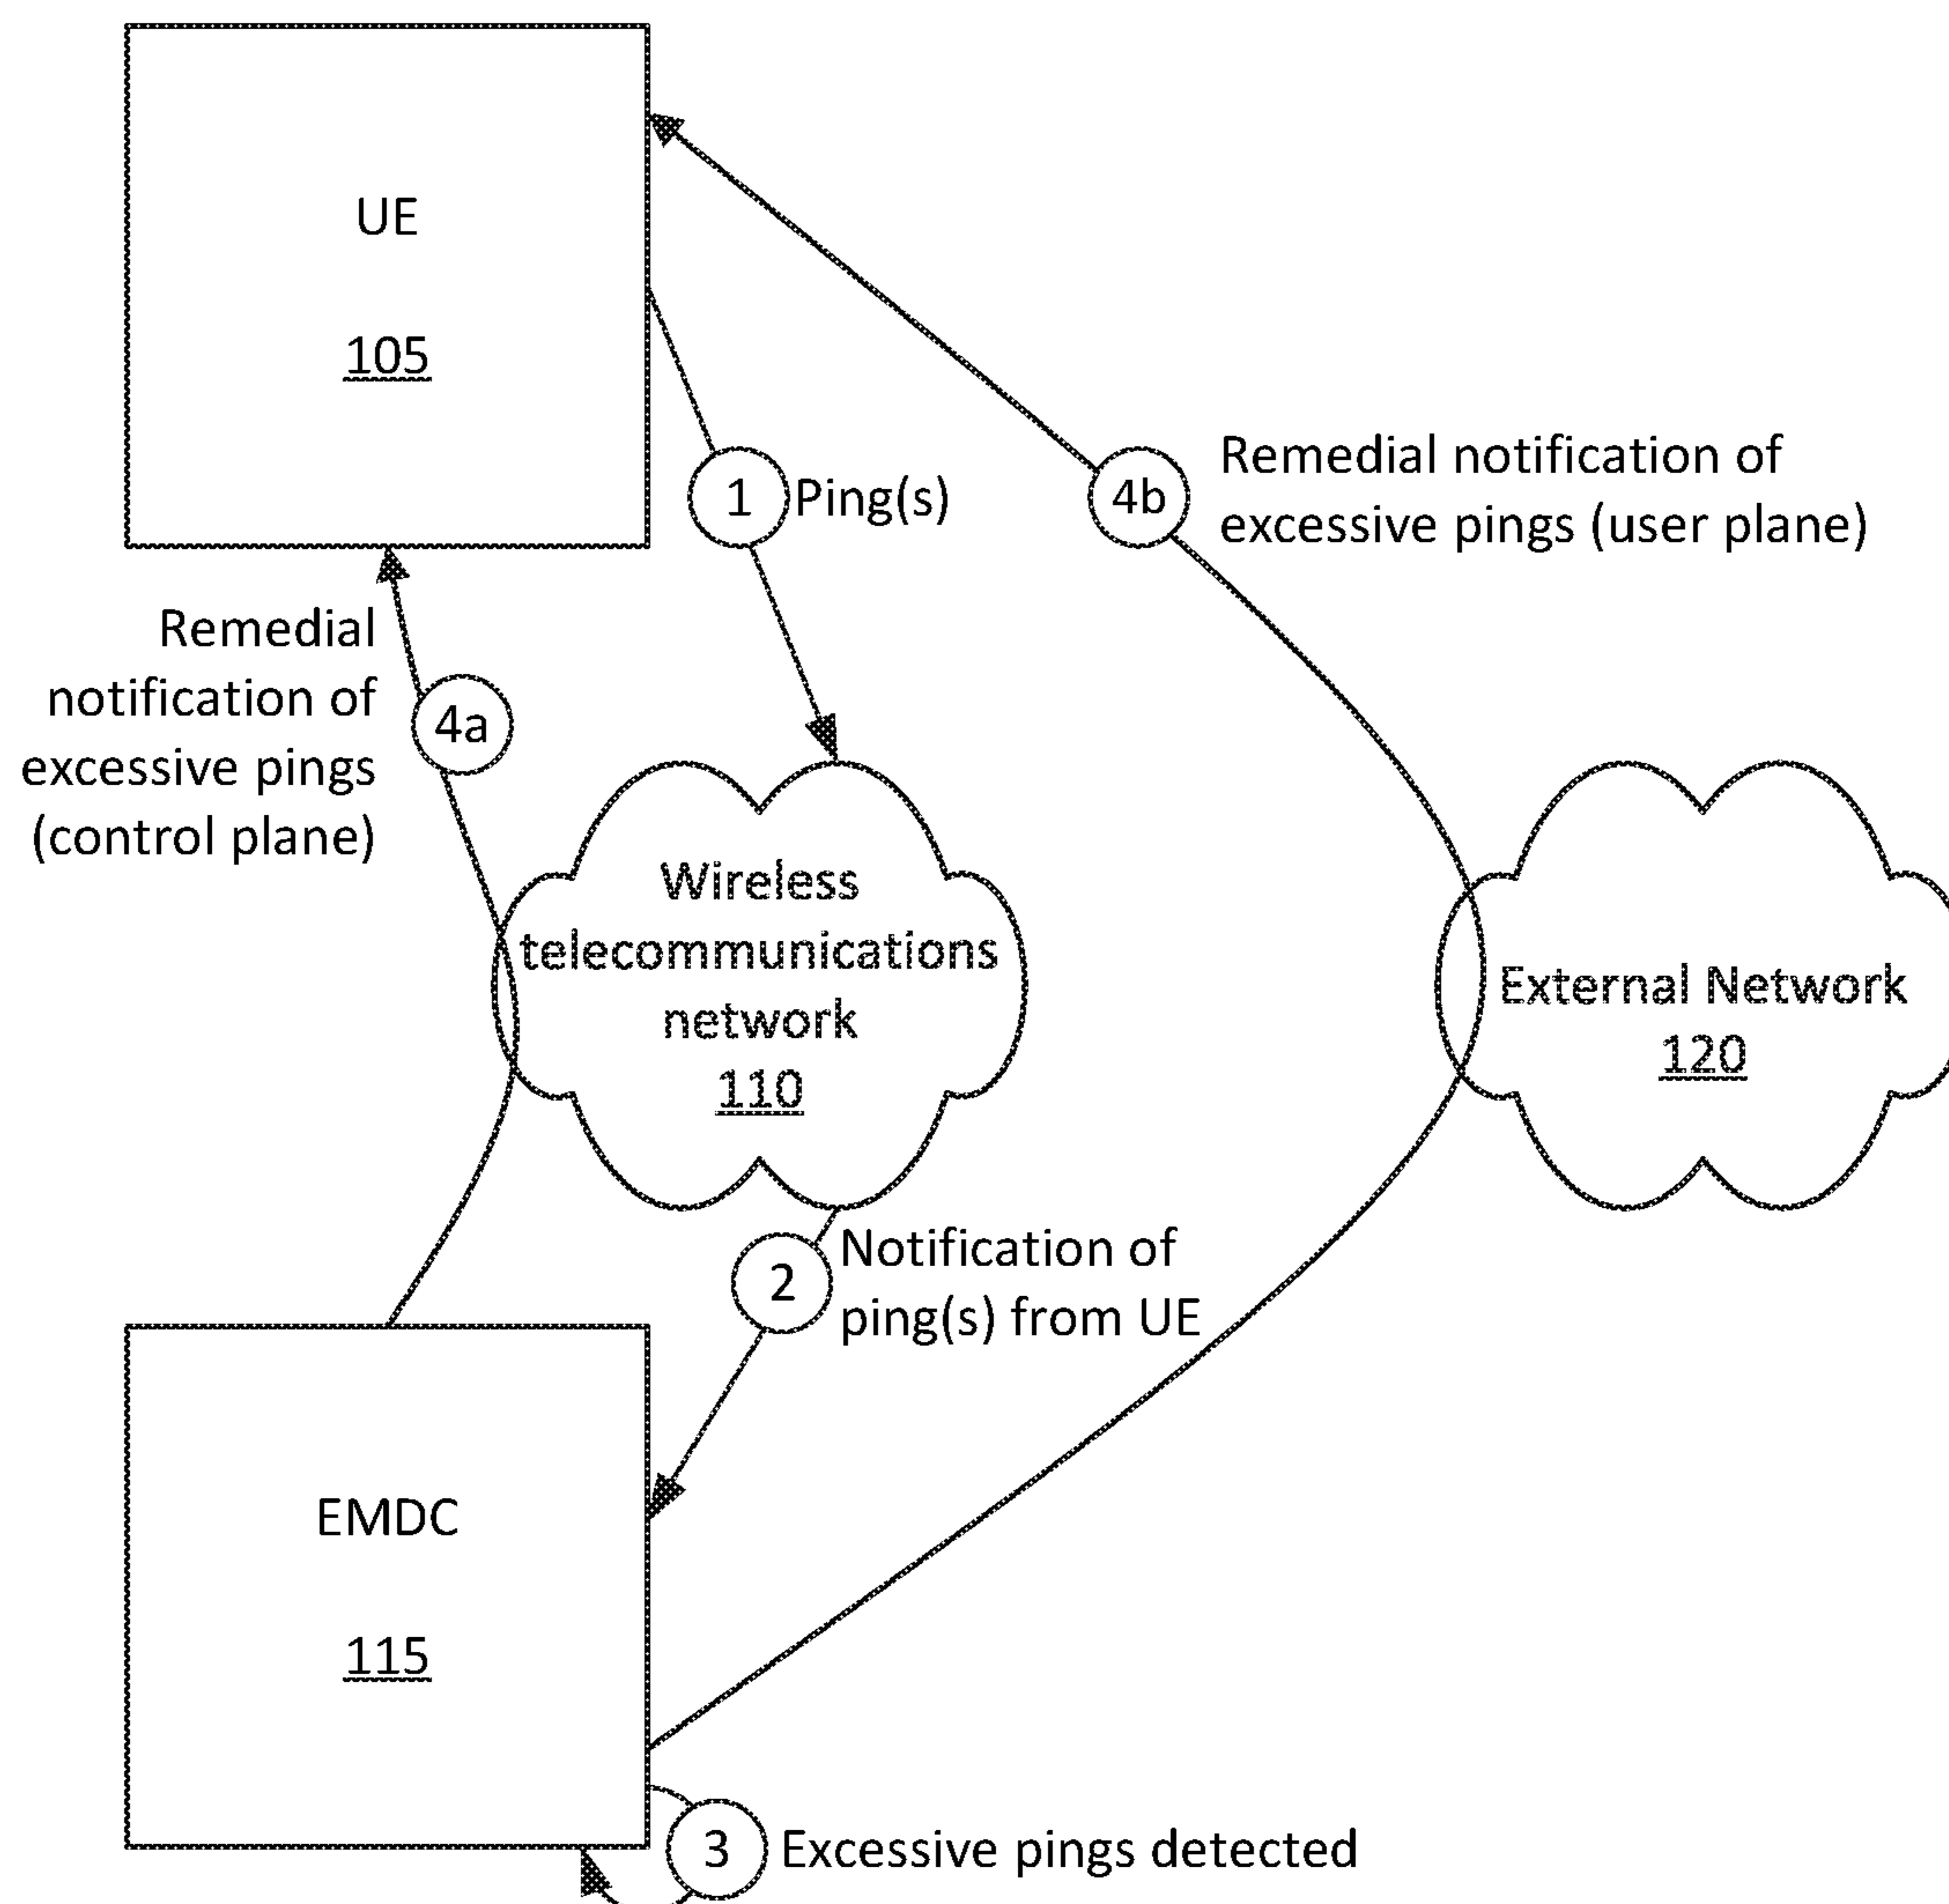 UE
105
1
Ping(s)
4b
Remedial notification of
excessive pings (user plane)
Remedial
notification of
excessive pings
(control plane)
4a
Wireless
telecommunications
network
110
External Network
120
2
Notification of
ping(s) from UE
EMDC
115
3
Excessive pings detected